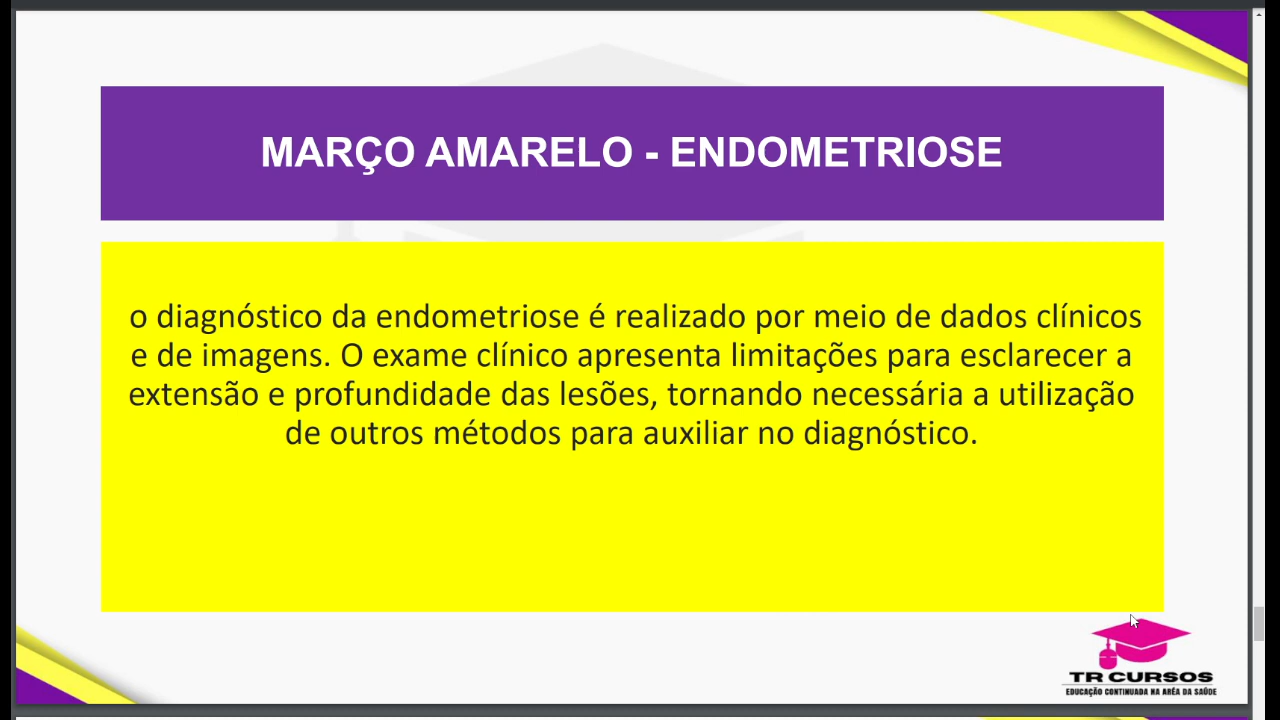 MARÇO AMARELO - ENDOMETRIOSE
o diagnóstico da endometriose é realizado por meio de dados clínicos
e de imagens. O exame clínico apresenta limitações para esclarecer a
extensão e profundidade das lesões, tornando necessária a utilização
de outros métodos para auxiliar no diagnóstico.
TR CURSOS
EDUCAÇÃO CONTINUADA NA ARÉA DA SAÚDE